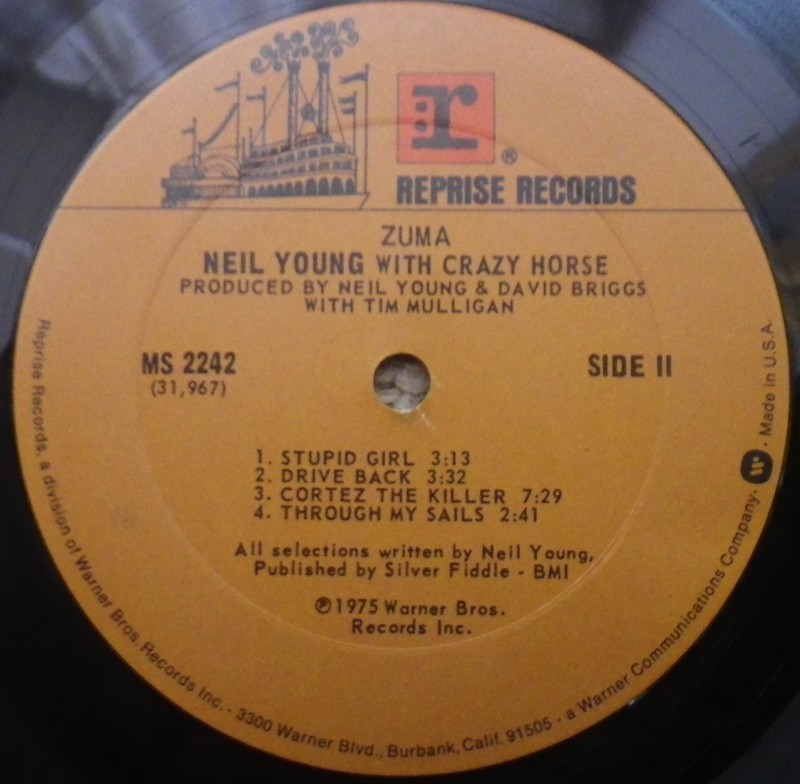 r®
REPRISE RECORDS
ZUMA
NEIL YOUNG WITH CRAZY HORSE
PRODUCED BY NEIL YOUNG & DAVID BRIGGS
WITH TIM MULLIGAN
MS 2242
(31,967)
SIDE II
1. STUPID GIRL 3:13
2. DRIVE BACK 3:32
3. CORTEZ THE KILLER 7:29
4. THROUGH MY SAILS 2:41
All selections written by Neil Young,
Published by Silver Fiddle - BMI
℗1975 Warner Bros.
Records Inc.
Reprise Records, a division of Warner Bros. Records Inc. · 3300 Warner Blvd., Burbank, Calif. 91505 · a Warner Communications Company · W · Made in U.S.A.